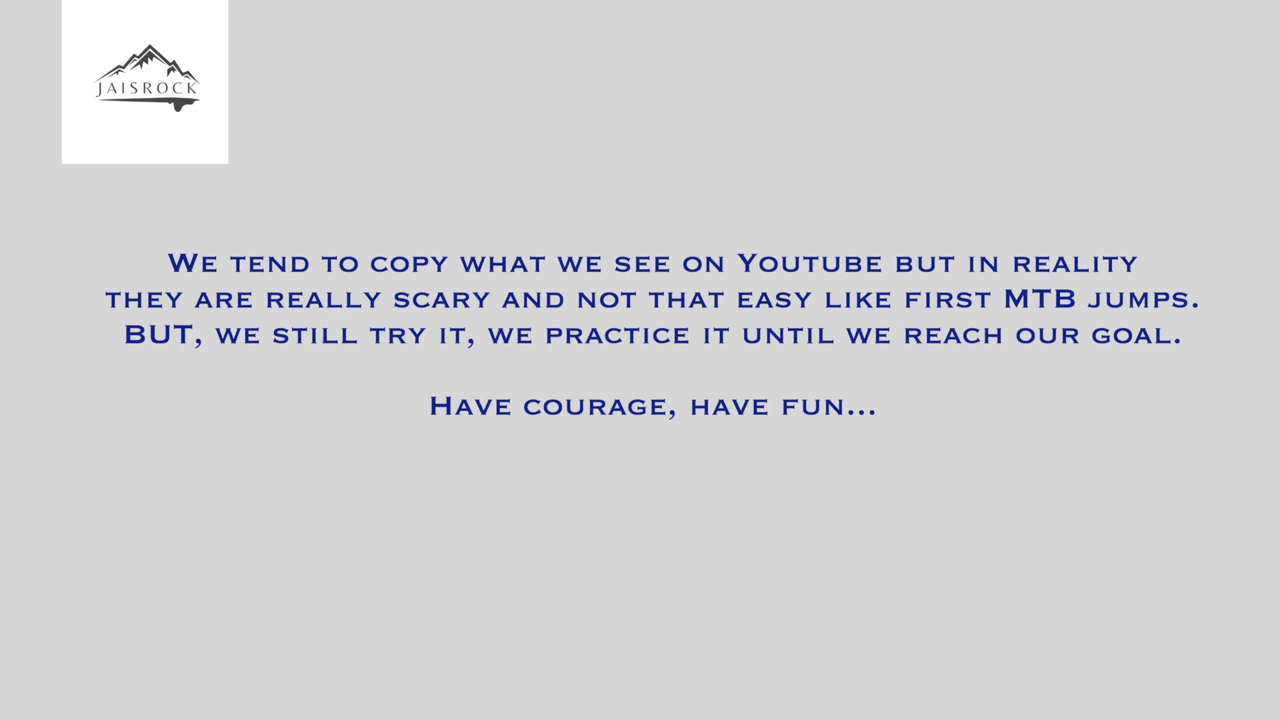 JAISROCK
We tend to copy what we see on Youtube but in reality
they are really scary and not that easy like first MTB jumps.
BUT, we still try it, we practice it until we reach our goal.
Have courage, have fun...